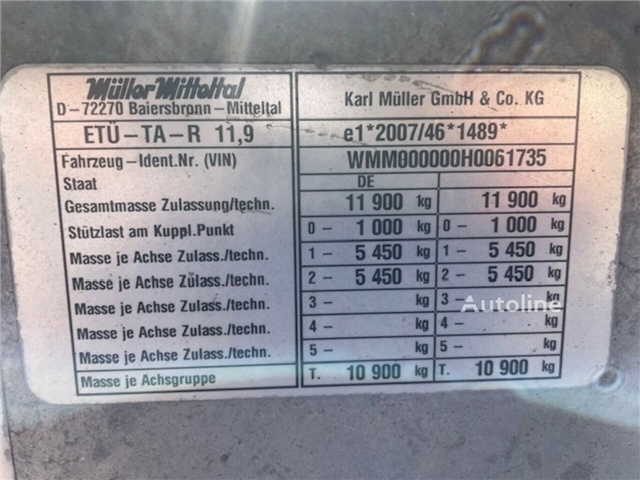 Müller Mitteltal
D-72270 Baiersbronn-Mitteltal Karl Müller GmbH & Co. KG
ETÜ-TA-R 11,9 e1*2007/46*1489*
Fahrzeug-Ident.Nr. (VIN) WMM000000H0061735
Staat DE
Gesamtmasse Zulassung/techn. 11 900 kg 11 900 kg
Stützlast am Kuppl.Punkt 0- 1 000 kg 0- 1 000 kg
Masse je Achse Zulass./techn. 1- 5 450 kg 1- 5 450 kg
Masse je Achse Zulass./techn. 2- 5 450 kg 2- 5 450 kg
Masse je Achse Zulass./techn. 3- kg 3- kg
Masse je Achse Zulass./techn. 4- kg 4- kg
Masse je Achse Zulass./techn. 5- kg 5- kg
Masse je Achsgruppe T. 10 900 kg T. 10 900 kg
Autoline